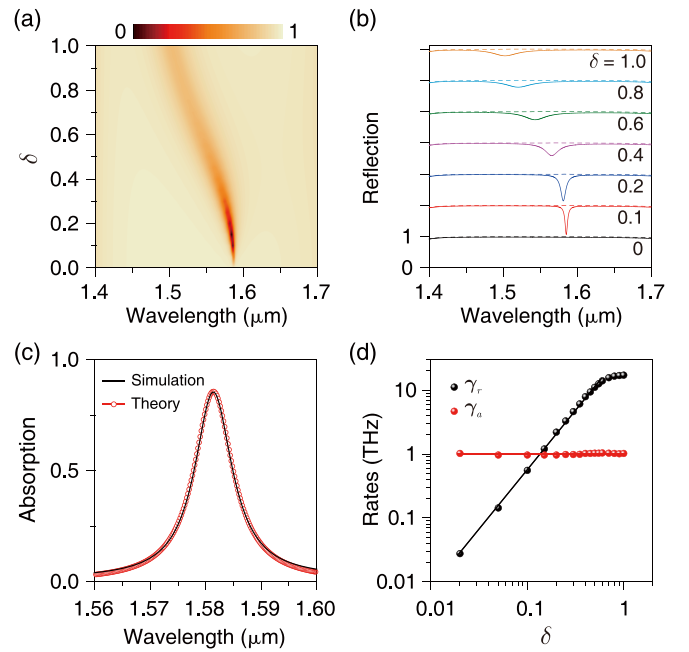 (a)
0
1
1.0
0.8
0.6
0.4
0.2
0.0
δ
1.4
1.5
1.6
1.7
Wavelength (μm)
(b)
Reflection
1
0
δ = 1.0
0.8
0.6
0.4
0.2
0.1
0
1.4
1.5
1.6
1.7
Wavelength (μm)
(c)
Absorption
1.0
0.5
0.0
Simulation
Theory
1.56
1.57
1.58
1.59
1.60
Wavelength (μm)
(d)
Rates (THz)
10
1
0.1
0.01
γr
γa
0.01
0.1
1
δ